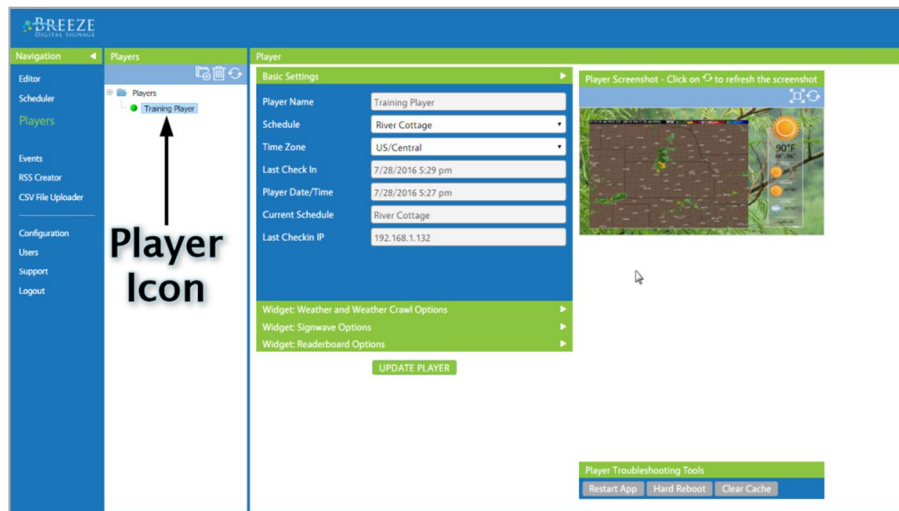 BREEZE
DIGITAL SIGNAGE
Navigation
Players
Player
Editor
Scheduler
Players
Events
RSS Creator
CSV File Uploader
Configuration
Users
Support
Logout
Players
Training Player
Player
Icon
Basic Settings
Player Name
Training Player
Schedule
River Cottage
Time Zone
US/Central
Last Check In
7/28/2016 5:29 pm
Player Date/Time
7/28/2016 5:27 pm
Current Schedule
River Cottage
Last Checkin IP
192.168.1.132
Widget: Weather and Weather Crawl Options
Widget: Signwave Options
Widget: Readerboard Options
UPDATE PLAYER
Player Screenshot - Click on to refresh the screenshot
90°F
Player Troubleshooting Tools
Restart App
Hard Reboot
Clear Cache